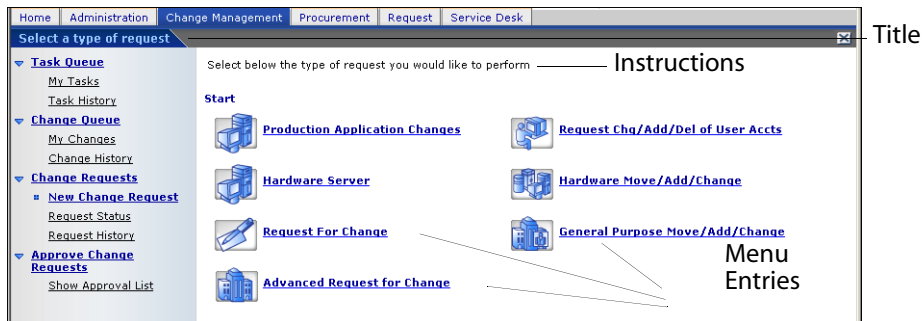 Home Administration Change Management Procurement Request Service Desk
Select a type of request
Title
Task Queue
My Tasks
Task History
Change Queue
My Changes
Change History
Change Requests
New Change Request
Request Status
Request History
Approve Change
Requests
Show Approval List
Select below the type of request you would like to perform
Instructions
Start
Production Application Changes
Request Chg/Add/Del of User Accts
Hardware Server
Hardware Move/Add/Change
Request For Change
General Purpose Move/Add/Change
Advanced Request for Change
Menu
Entries